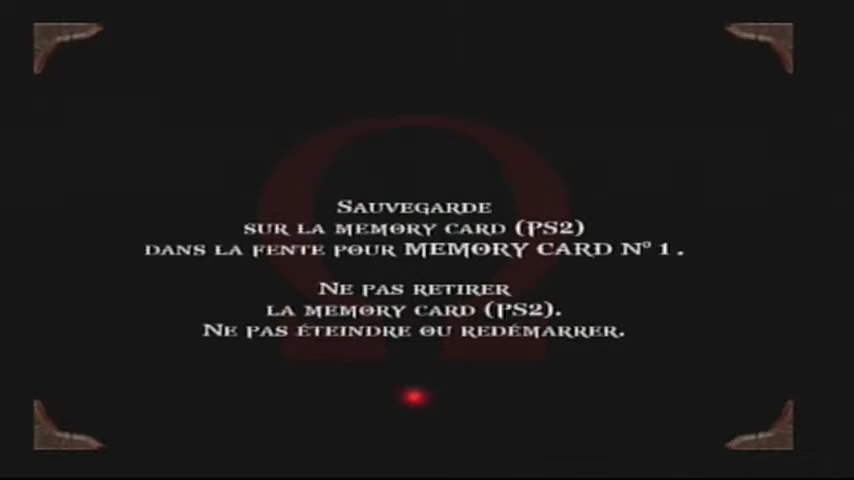 Sauvegarde
sur la memory card (PS2)
dans la fente pour MEMORY CARD Nº 1.
Ne pas retirer
la memory card (PS2).
Ne pas éteindre ou redémarrer.